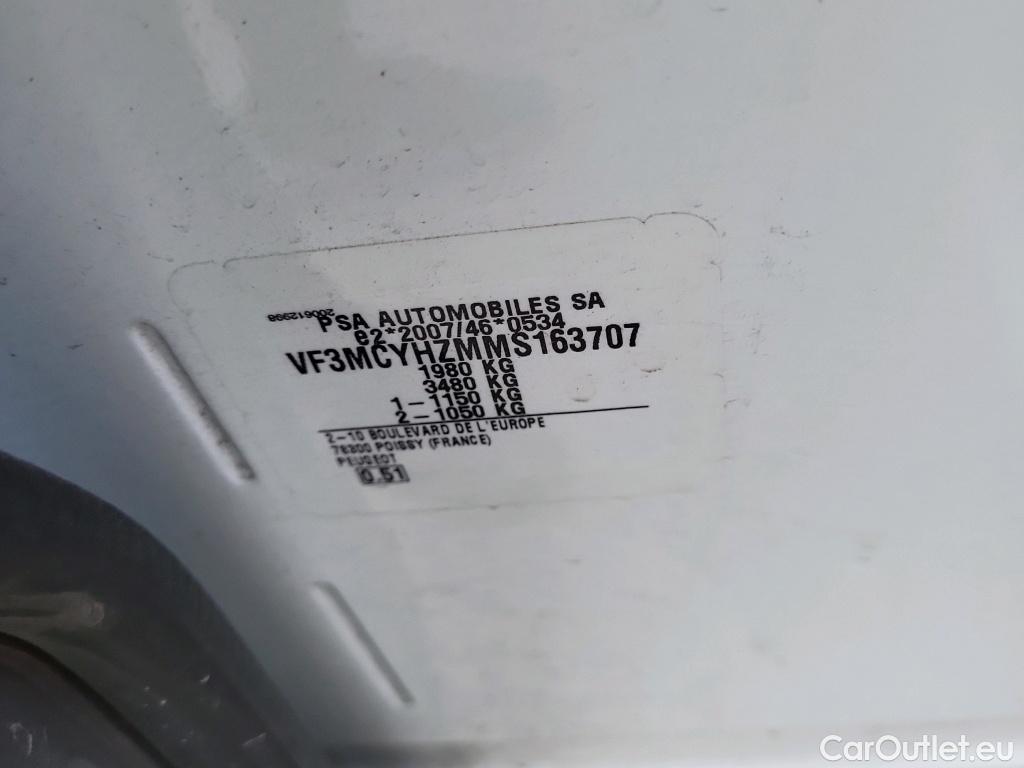 200612998
PSA AUTOMOBILES SA
e2*2007/46*0534
VF3MCYHZMMS163707
1980 KG
3480 KG
1-1150 KG
2-1050 KG
2-10 BOULEVARD DE L'EUROPE
78300 POISSY (FRANCE)
PEUGEOT
0.51
CarOutlet.eu